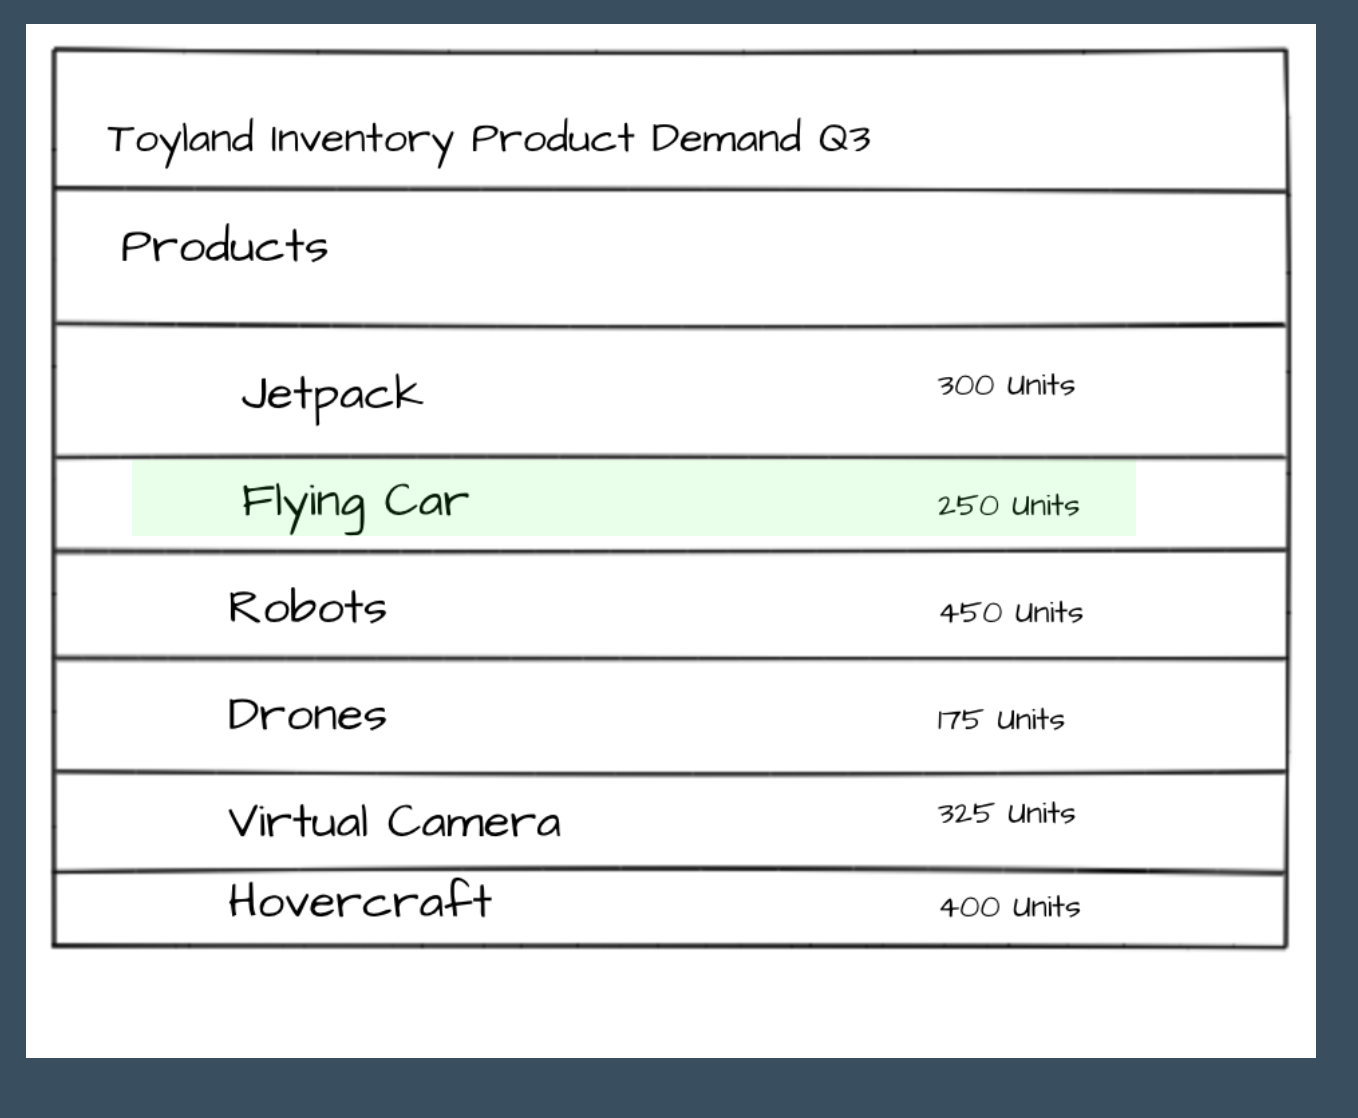 Toyland Inventory Product Demand Q3
Products
Jetpack 300 Units
Flying Car 250 Units
Robots 450 Units
Drones 175 Units
Virtual Camera 325 Units
Hovercraft 400 Units